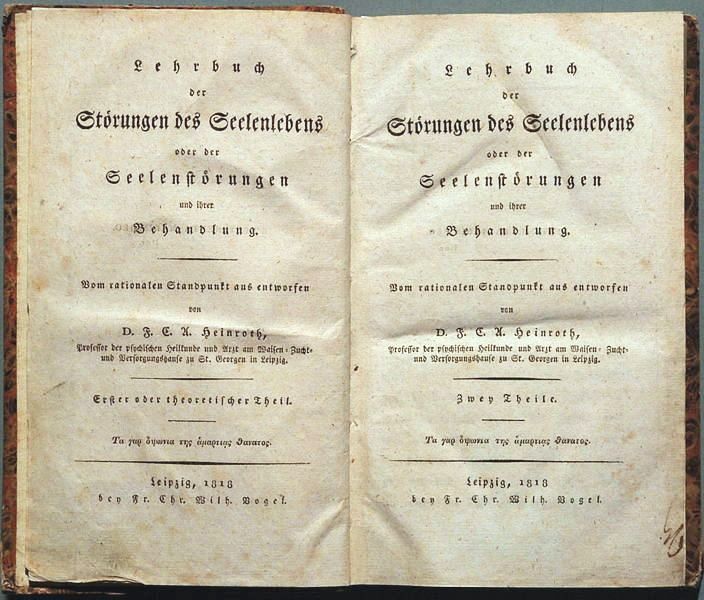 Lehrbuch
der
Störungen des Seelenlebens
oder der
Seelenstörungen
und ihrer
Behandlung.
Vom rationalen Standpunkt aus entworfen
von
D. F. C. A. Heinroth,
Professor der psychischen Heilkunde und Arzt am Waisen- Zucht-
und Versorgungshause zu St. Georgen in Leipzig.
Erster oder theoretischer Theil.
Τα γαρ ὀψωνια της ἁμαρτιας θανατος.
Leipzig, 1818
bey Fr. Chr. Wilh. Vogel.
Lehrbuch
der
Störungen des Seelenlebens
oder der
Seelenstörungen
und ihrer
Behandlung.
Vom rationalen Standpunkt aus entworfen
von
D. F. C. A. Heinroth,
Professor der psychischen Heilkunde und Arzt am Waisen- Zucht-
und Versorgungshause zu St. Georgen in Leipzig.
Zwey Theile.
Τα γαρ ὀψωνια της ἁμαρτιας θανατος.
Leipzig, 1818
bey Fr. Chr. Wilh. Vogel.